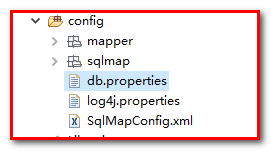 config
mapper
sqlmap
db.properties
log4j.properties
SqlMapConfig.xml